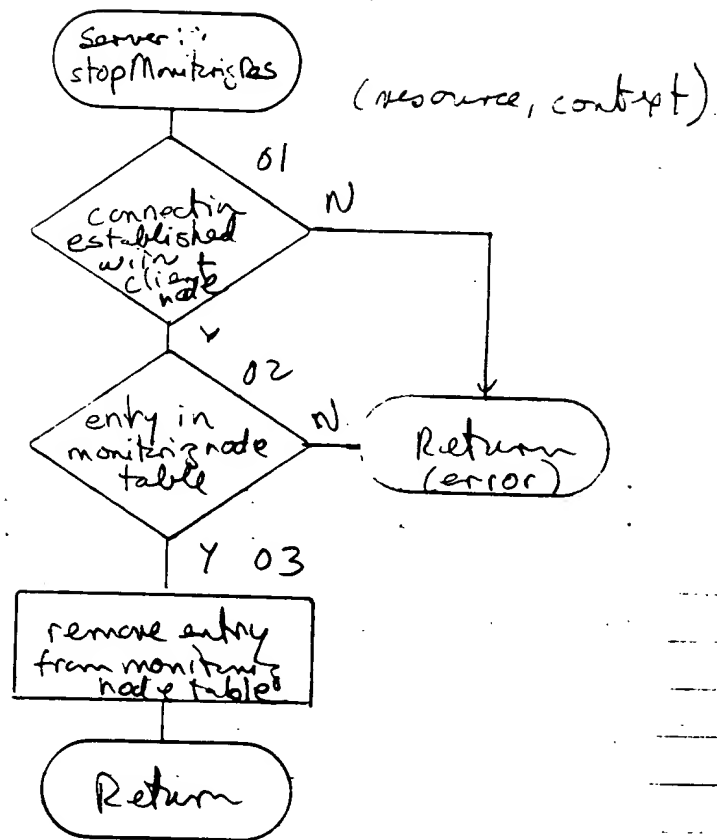 Server::
stopMonitoringRes
(resource, context)
01
connection
established
with
client
node
N
Y
02
entry in
monitoring node
table
N
Return
(error)
Y 03
remove entry
from monitoring
node table
Return